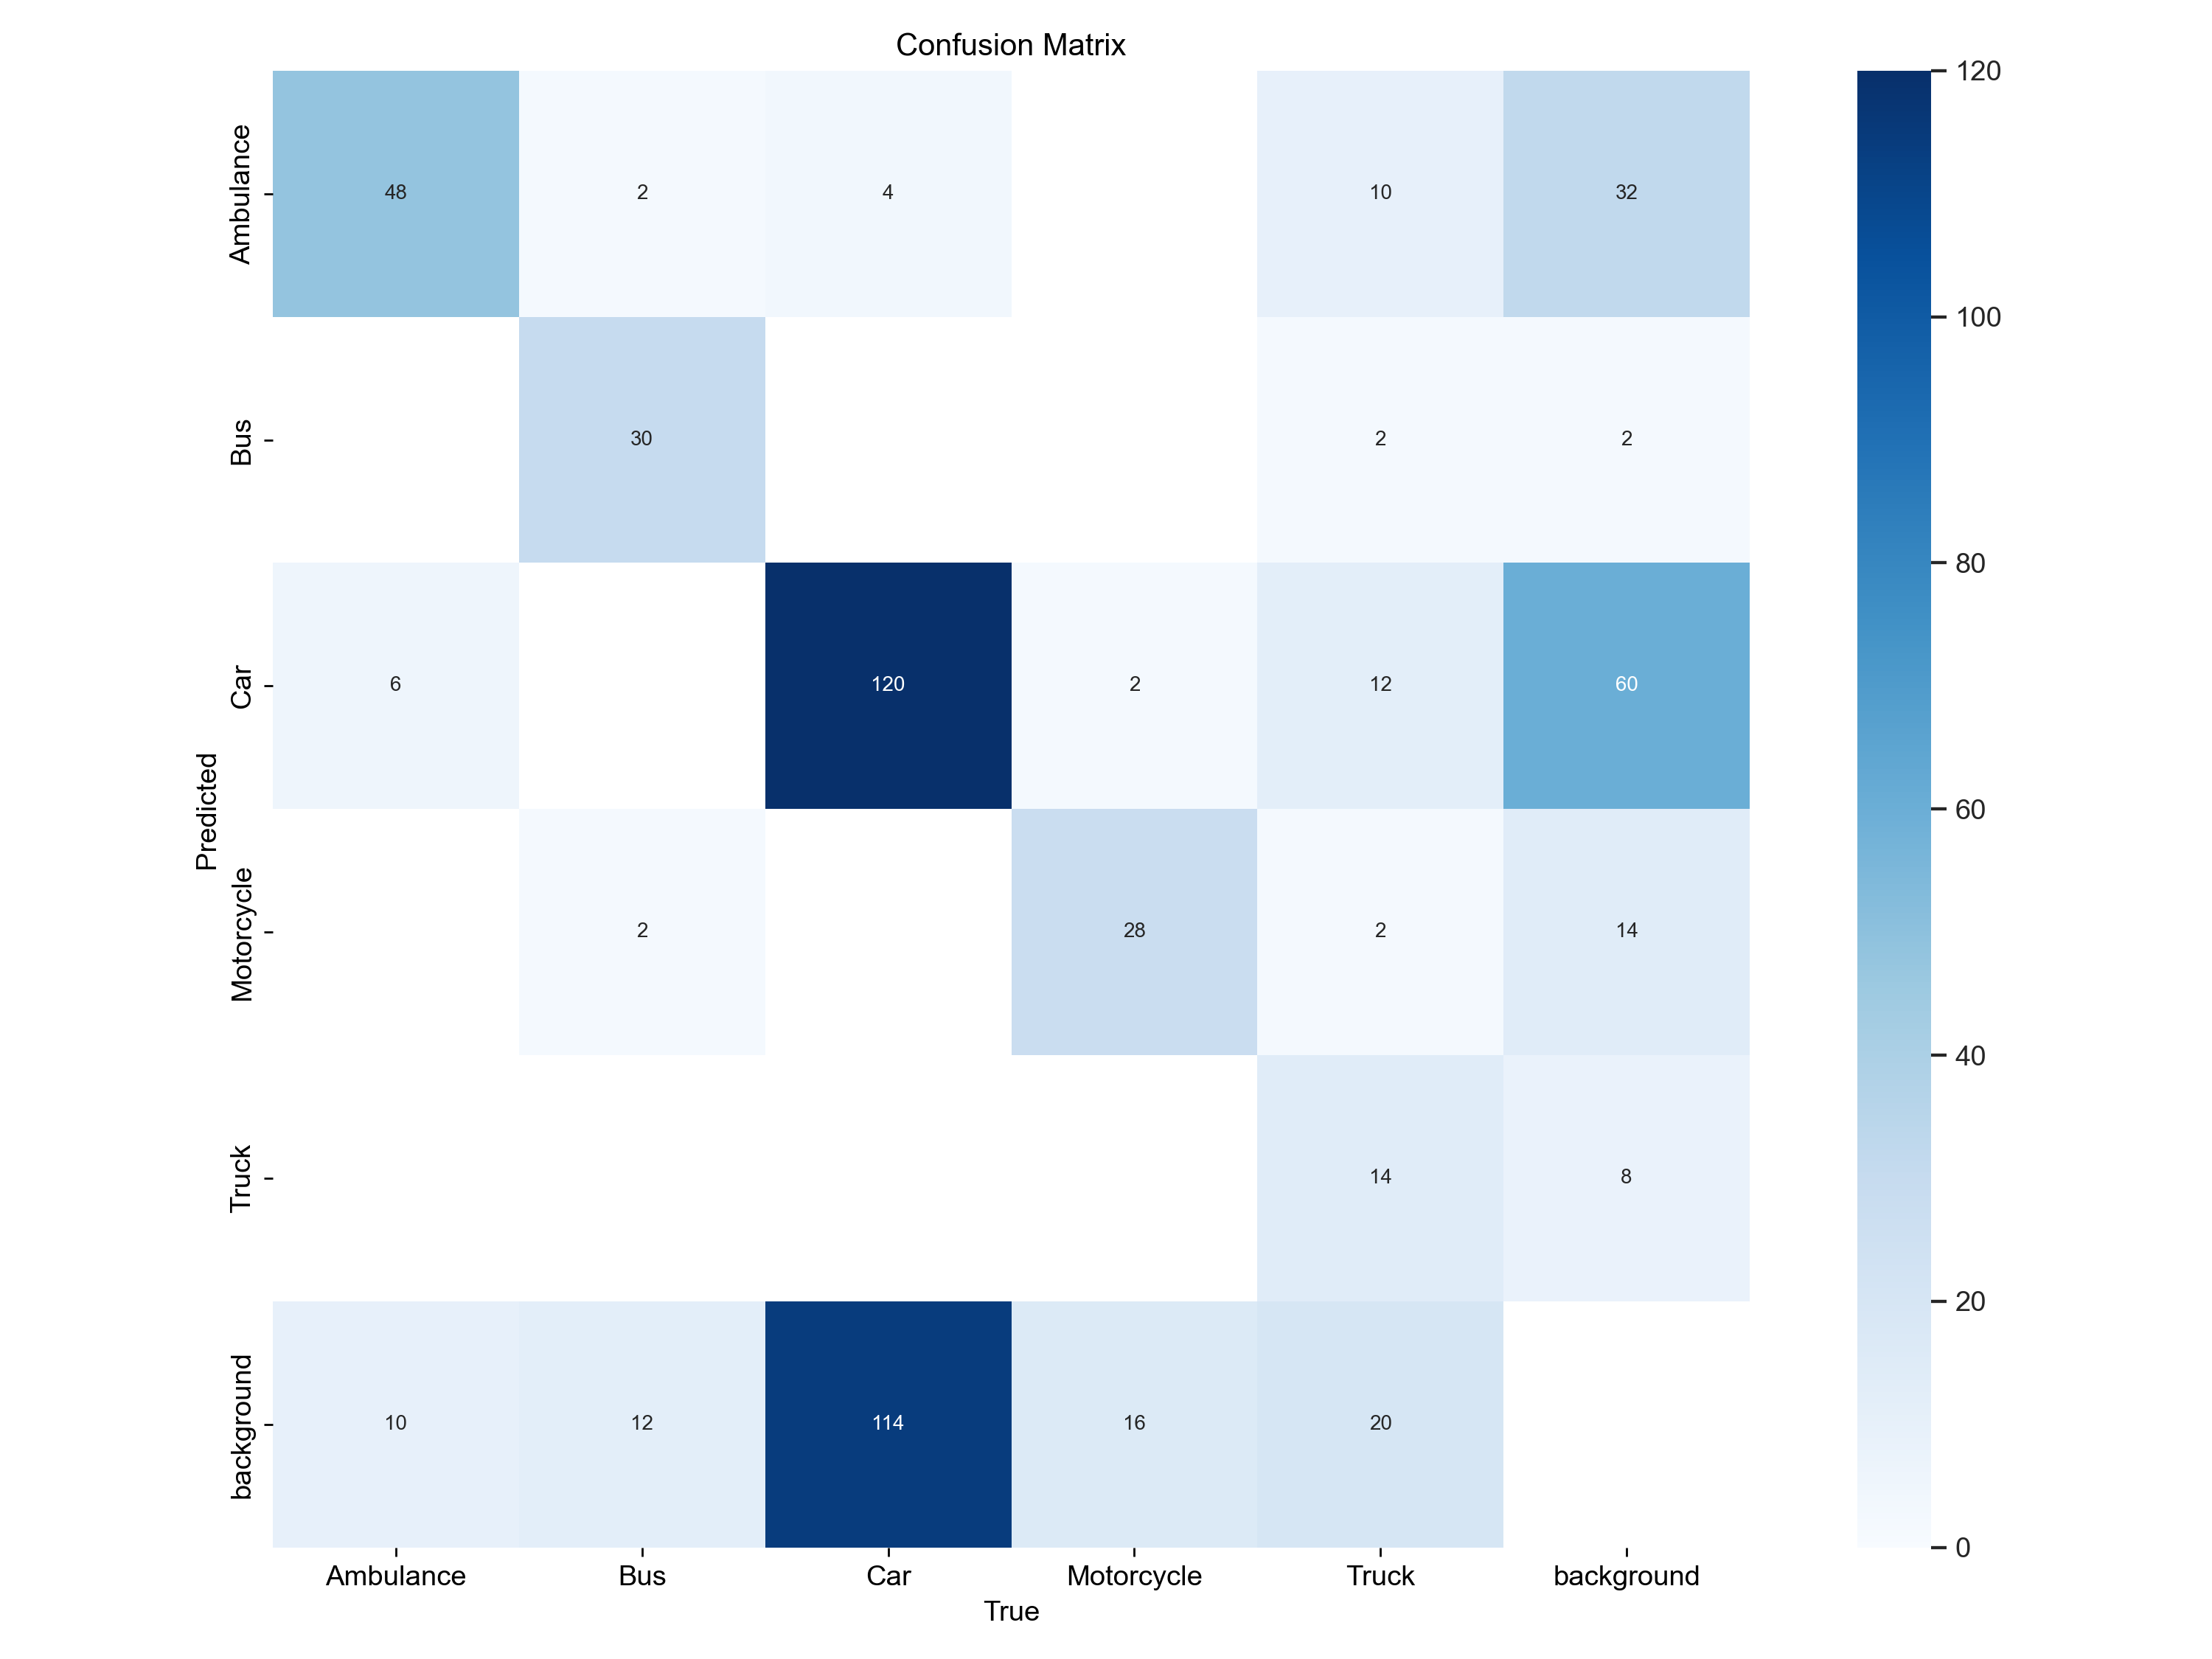 Confusion Matrix
Ambulance 48 2 4 10 32
Bus 30 2 2
Car 6 120 2 12 60
Motorcycle 2 28 2 14
Truck 14 8
background 10 12 114 16 20
Ambulance Bus Car Motorcycle Truck background
True
Predicted
120
100
80
60
40
20
0